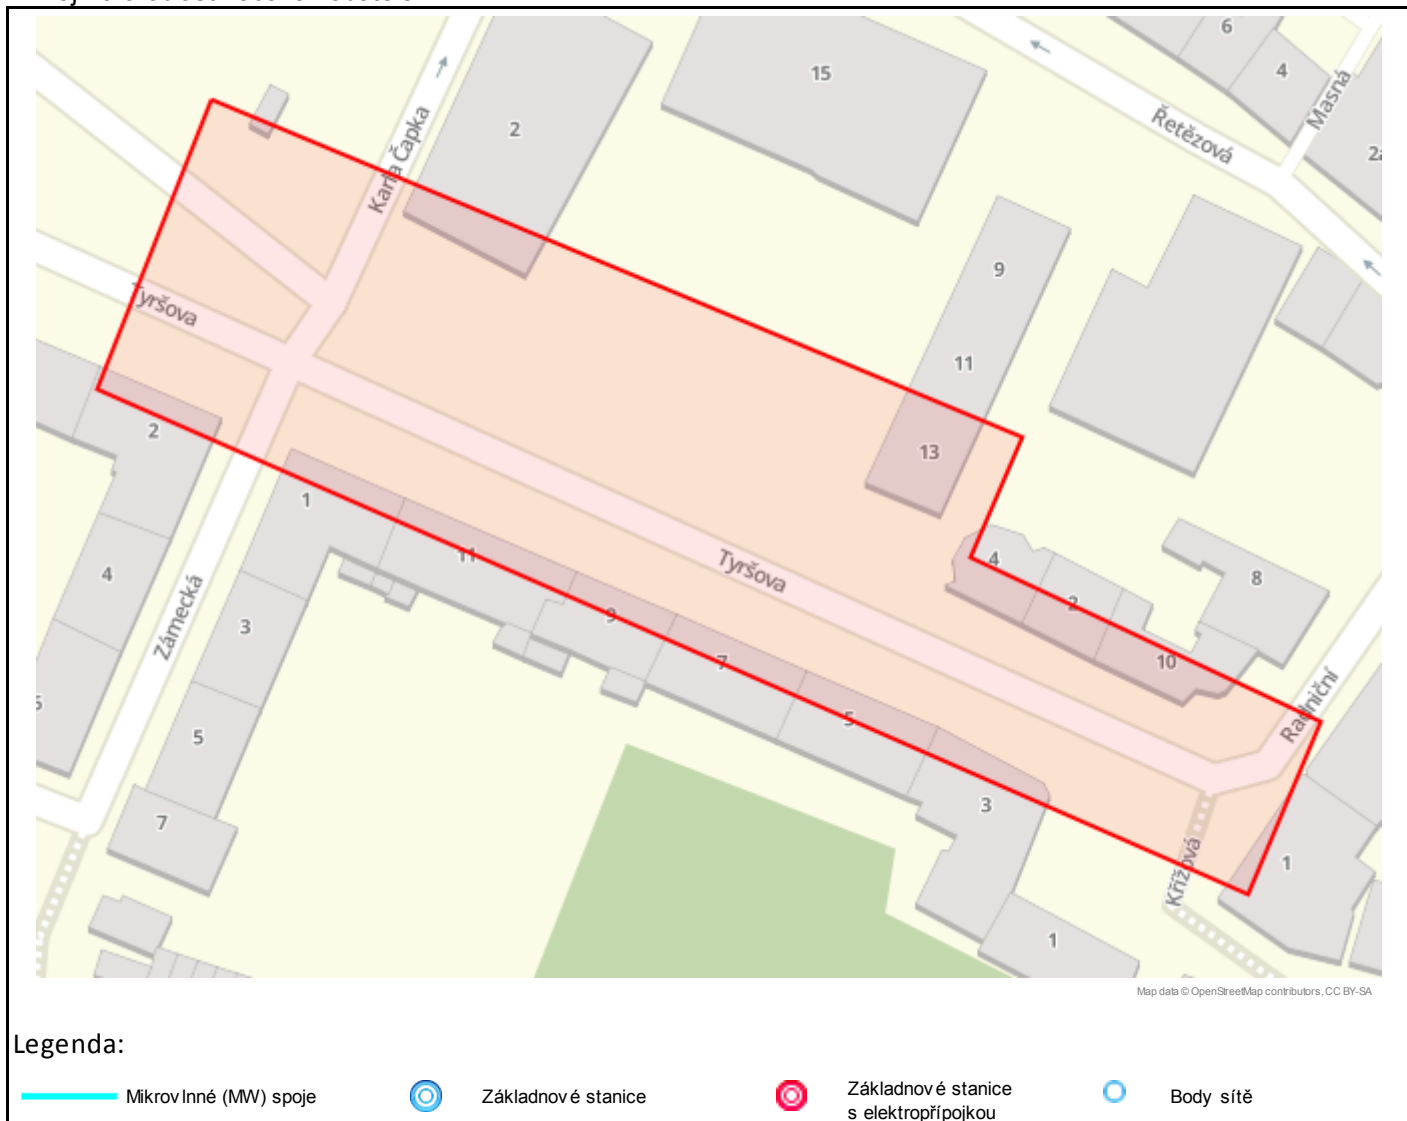 6
4
15
2
Masná
Řetězová
Karla Čapka
2a
9
Tyršova
11
2
13
1
11
Tyršova
4
8
4
2
Zámecká
3
9
7
10
5
Radniční
5
3
7
1
Křížová
1
Map data © OpenStreetMap contributors, CC BY-SA
Legenda:
Mikrovlnné (MW) spoje
Základnové stanice
Základnové stanice
s elektropřípojkou
Body sítě